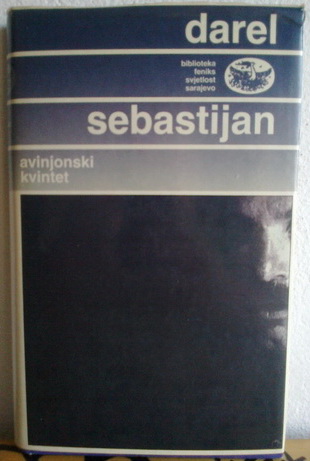 darel
biblioteka
feniks
svjetlost
sarajevo
sebastijan
avinjonski
kvintet